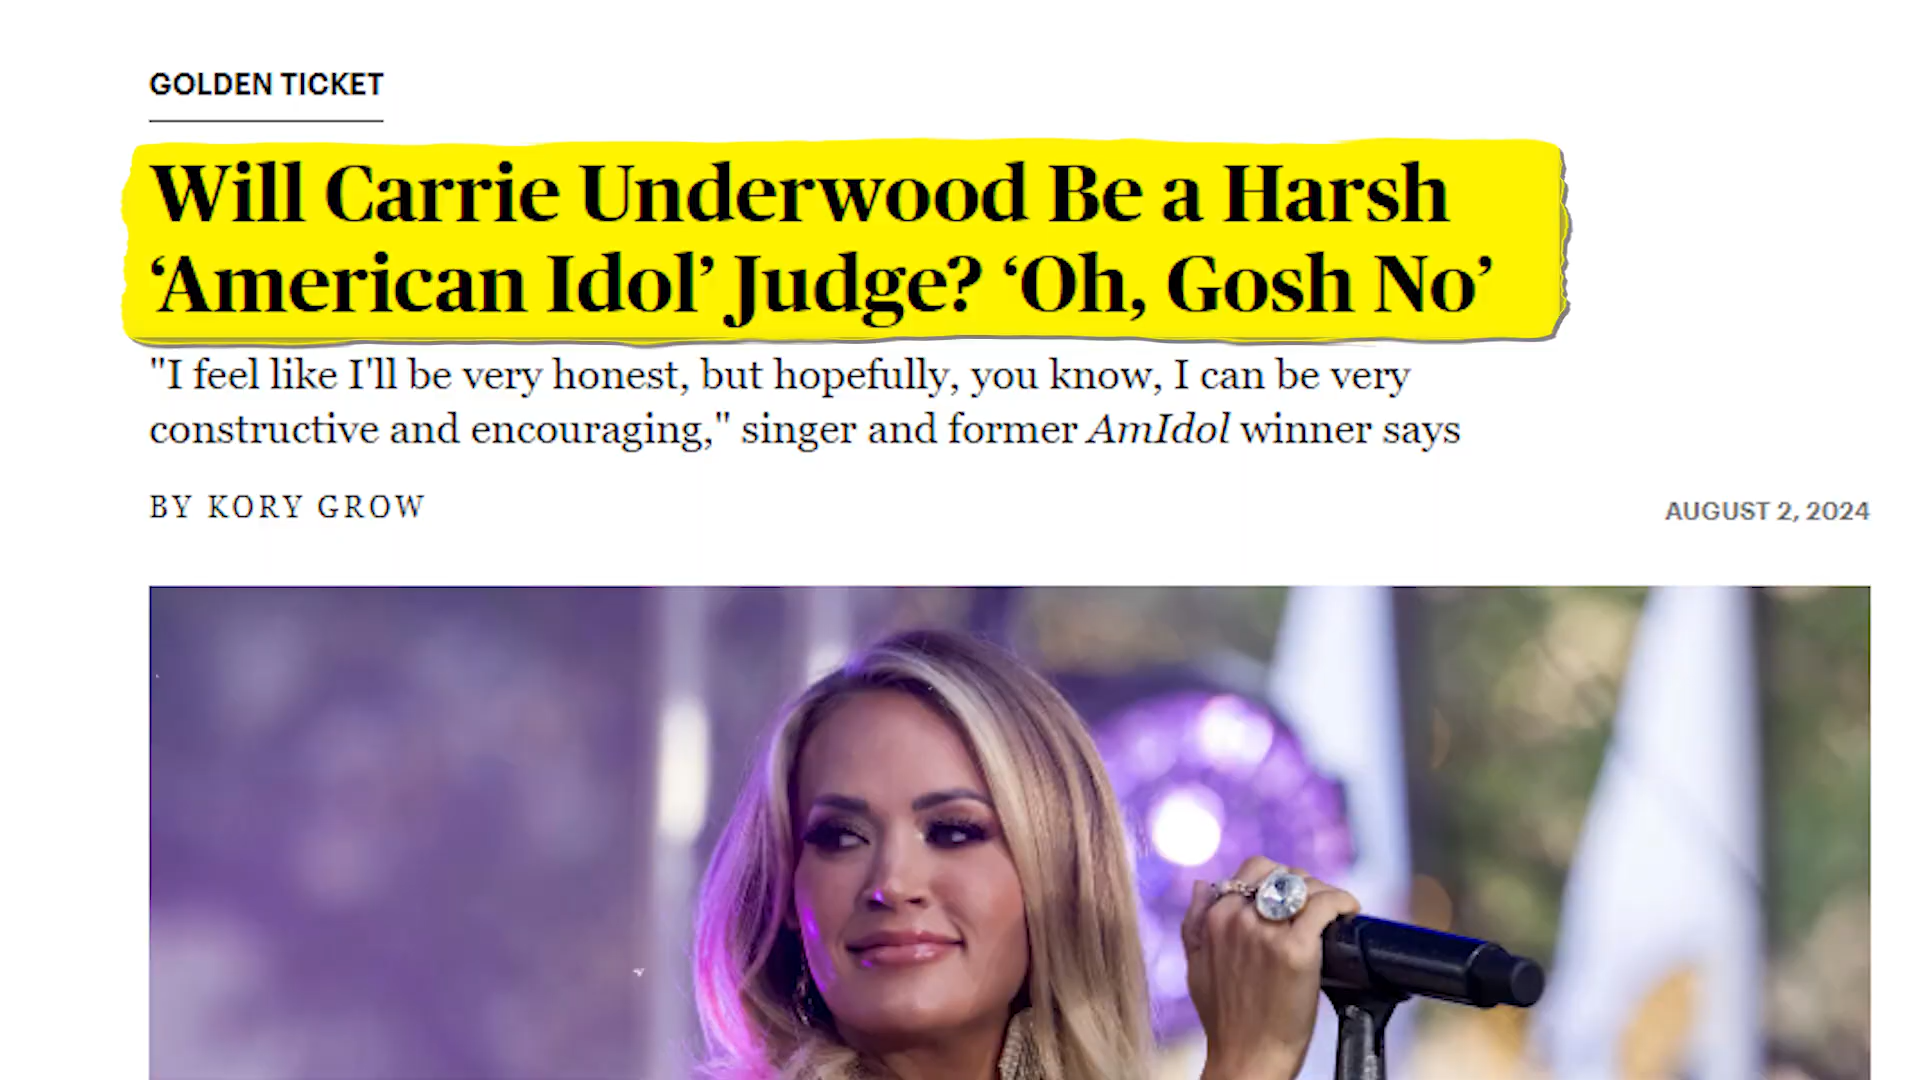 GOLDEN TICKET
Will Carrie Underwood Be a Harsh
‘American Idol’ Judge? ‘Oh, Gosh No’
"I feel like I'll be very honest, but hopefully, you know, I can be very
constructive and encouraging," singer and former AmIdol winner says
BY KORY GROW
AUGUST 2, 2024